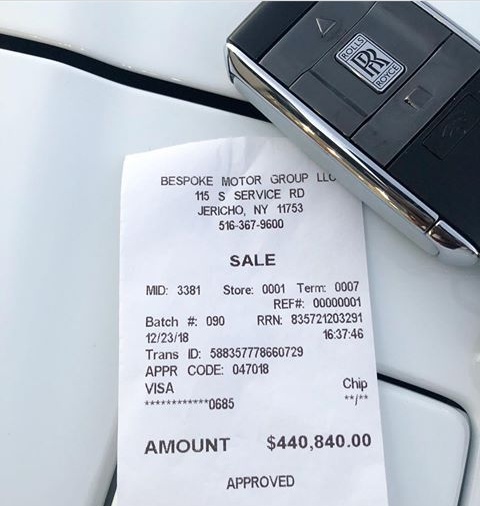 ROLLS
RR
ROYCE
BESPOKE MOTOR GROUP LLC
115 S SERVICE RD
JERICHO, NY 11753
516-367-9600
SALE
MID: 3381 Store: 0001 Term: 0007
REF#: 00000001
Batch #: 090 RRN: 835721203291
12/23/18 16:37:46
Trans ID: 588357778660729
APPR CODE: 047018
VISA Chip
************0685 **/**
AMOUNT $440,840.00
APPROVED